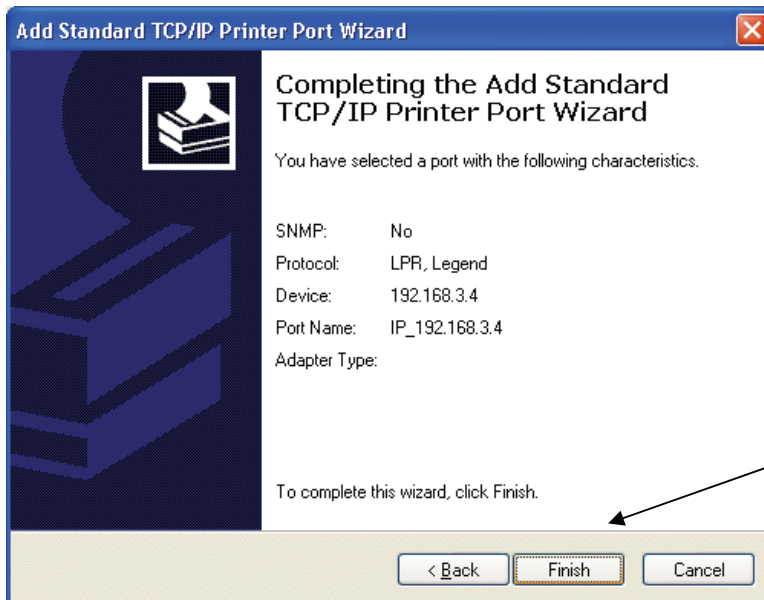 Add Standard TCP/IP Printer Port Wizard
Completing the Add Standard
TCP/IP Printer Port Wizard
You have selected a port with the following characteristics.
SNMP: No
Protocol: LPR, Legend
Device: 192.168.3.4
Port Name: IP_192.168.3.4
Adapter Type:
To complete this wizard, click Finish.
< Back Finish Cancel